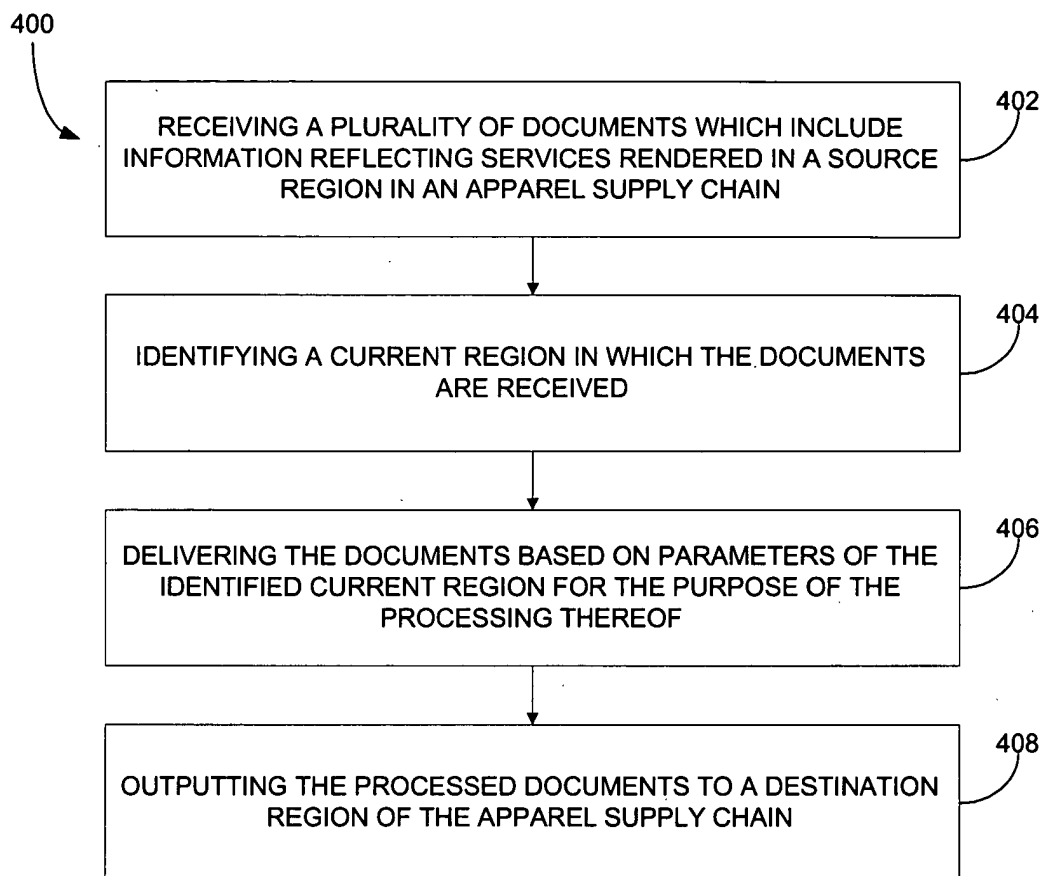 400
402
RECEIVING A PLURALITY OF DOCUMENTS WHICH INCLUDE
INFORMATION REFLECTING SERVICES RENDERED IN A SOURCE
REGION IN AN APPAREL SUPPLY CHAIN
404
IDENTIFYING A CURRENT REGION IN WHICH THE DOCUMENTS
ARE RECEIVED
406
DELIVERING THE DOCUMENTS BASED ON PARAMETERS OF THE
IDENTIFIED CURRENT REGION FOR THE PURPOSE OF THE
PROCESSING THEREOF
408
OUTPUTTING THE PROCESSED DOCUMENTS TO A DESTINATION
REGION OF THE APPAREL SUPPLY CHAIN